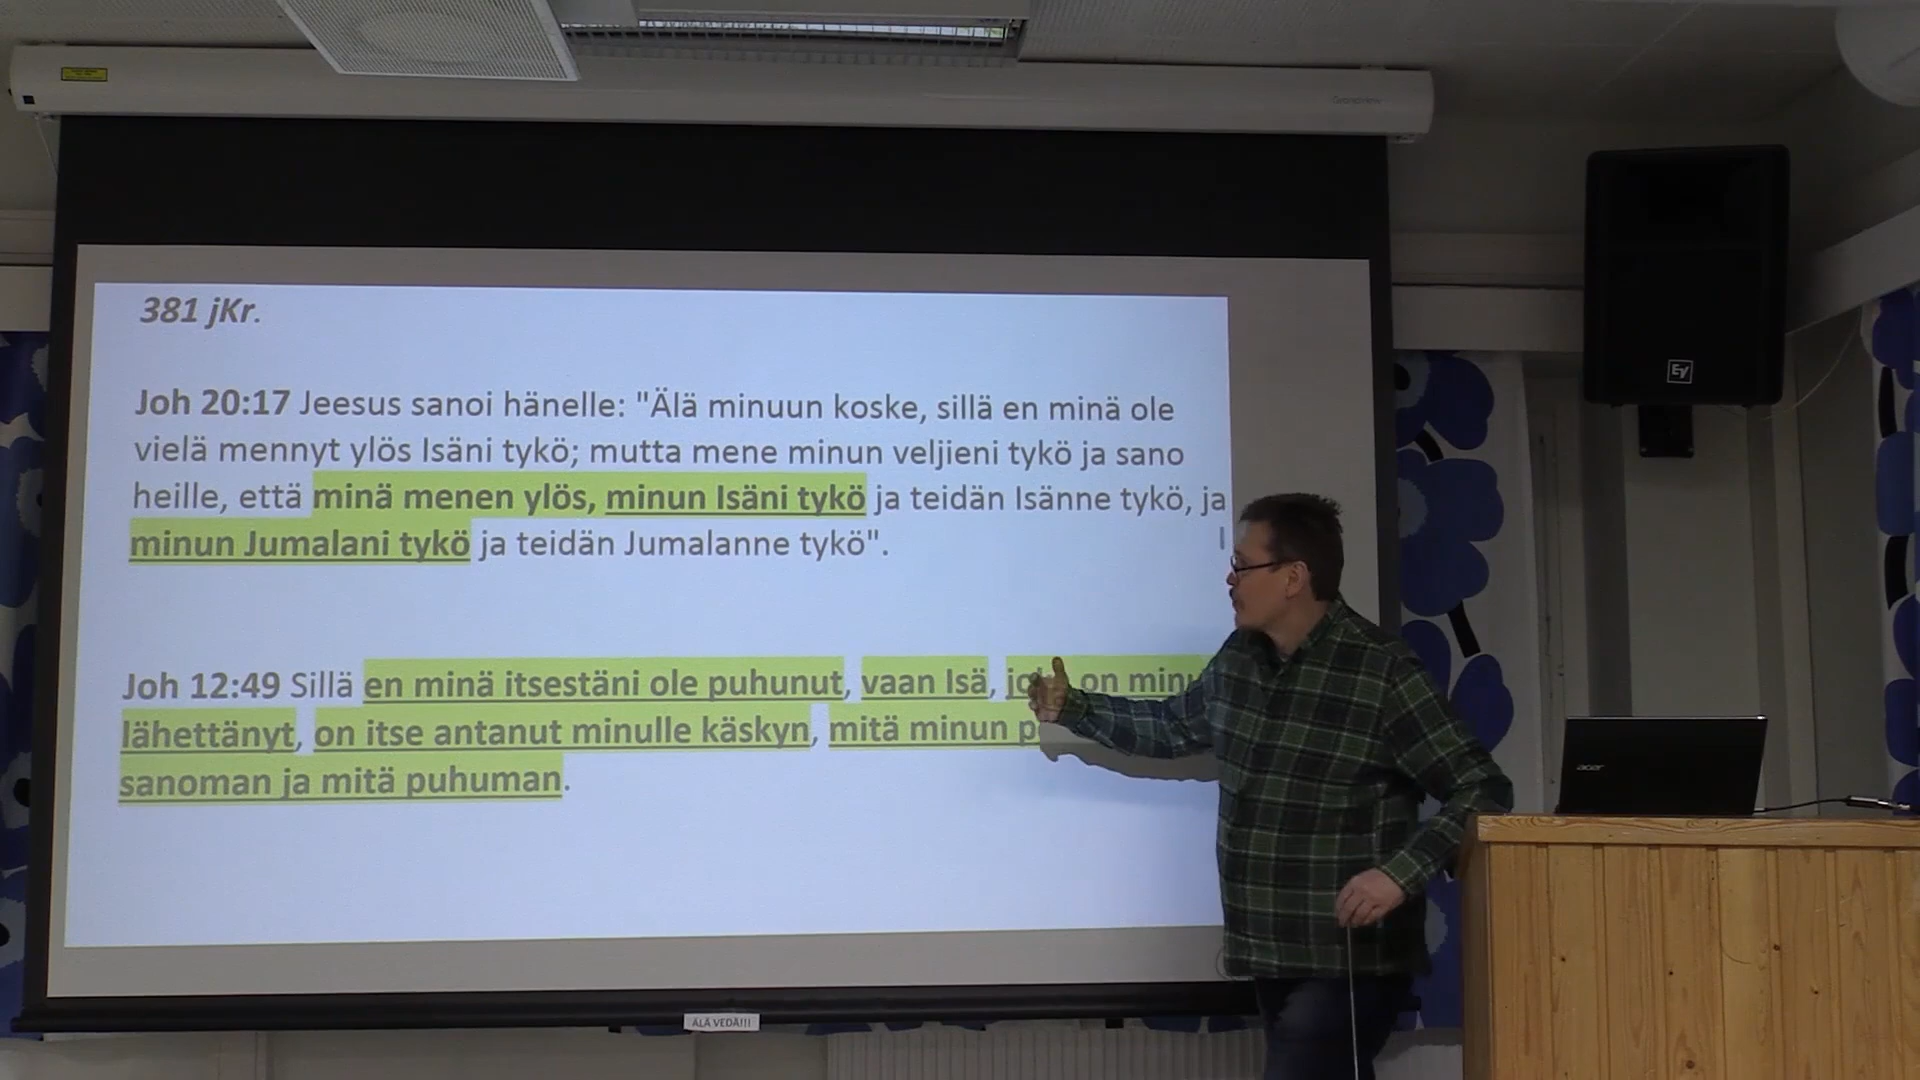 Grandview
381 jKr.
Joh 20:17 Jeesus sanoi hänelle: "Älä minuun koske, sillä en minä ole
vielä mennyt ylös Isäni tykö; mutta mene minun veljieni tykö ja sano
heille, että minä menen ylös, minun Isäni tykö ja teidän Isänne tykö, ja
minun Jumalani tykö ja teidän Jumalanne tykö".
Joh 12:49 Sillä en minä itsestäni ole puhunut, vaan Isä, on
lähettänyt, on itse antanut minulle käskyn, mitä minun
sanoman ja mitä puhuman.
ÄLÄ VEDÄ!!!
EV
acer